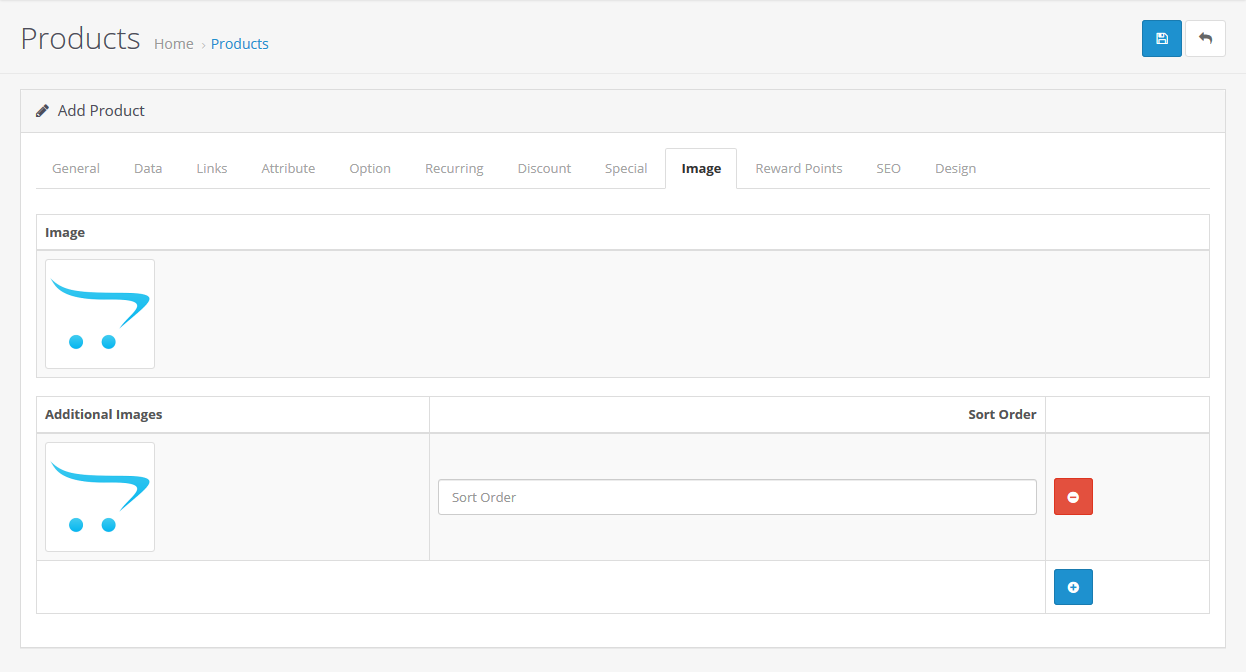 Products Home › Products
Add Product
General Data Links Attribute Option Recurring Discount Special Image Reward Points SEO Design
Image
Additional Images Sort Order
Sort Order